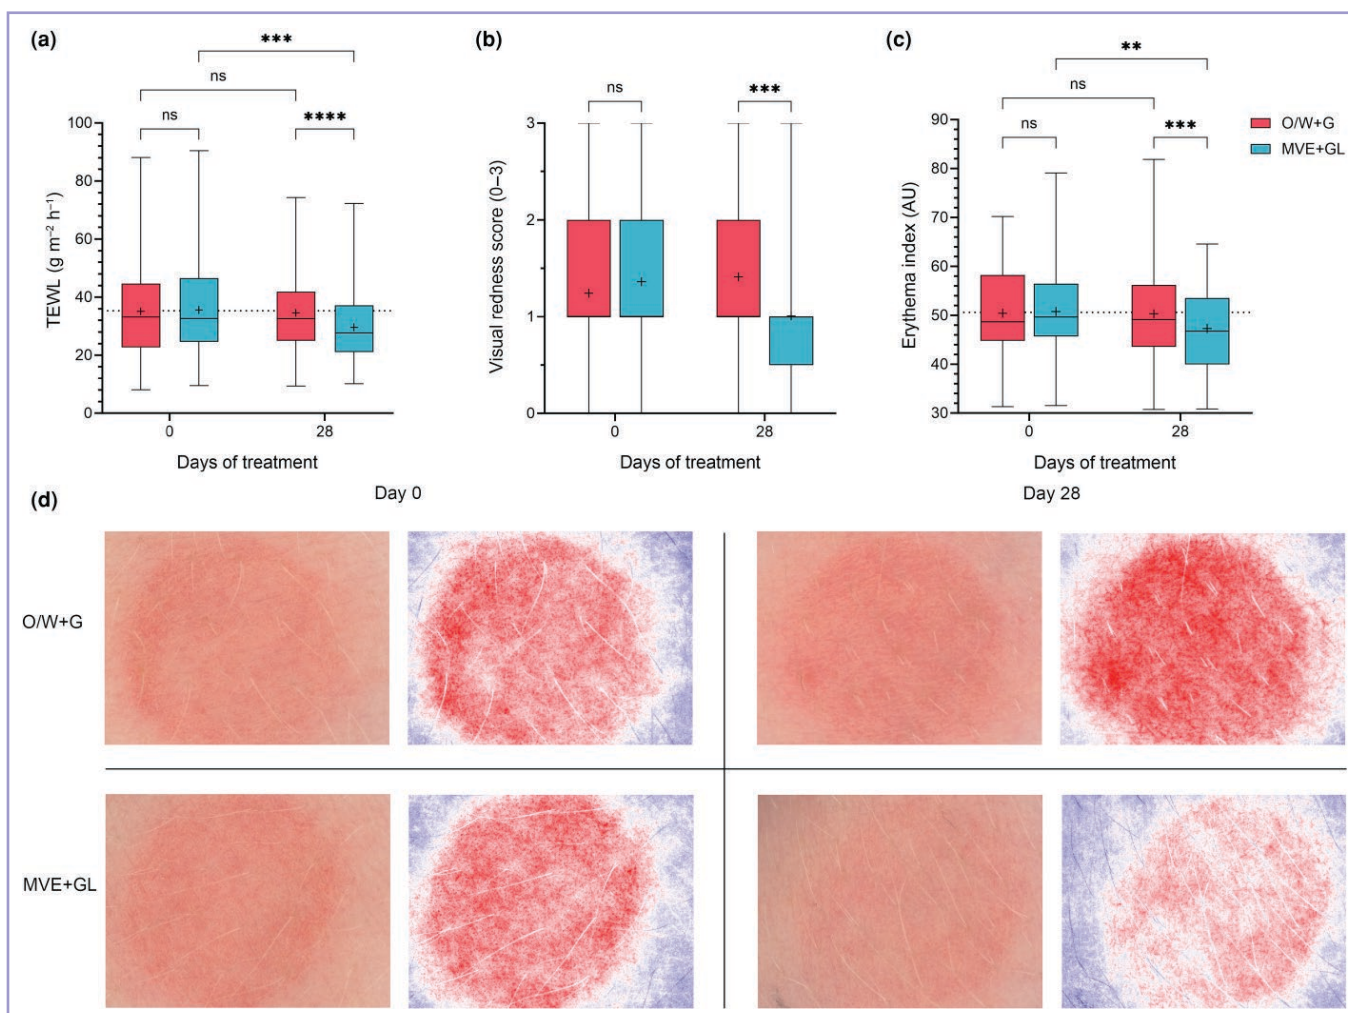 (a)
***
ns
ns
****
TEWL (g m⁻² h⁻¹)
100
80
60
40
20
0
0
28
Days of treatment
(b)
ns
***
Visual redness score (0–3)
3
2
1
0
0
28
Days of treatment
(c)
**
ns
ns
***
Erythema index (AU)
90
80
70
60
50
40
30
0
28
Days of treatment
O/W+G
MVE+GL
(d)
Day 0
Day 28
O/W+G
MVE+GL